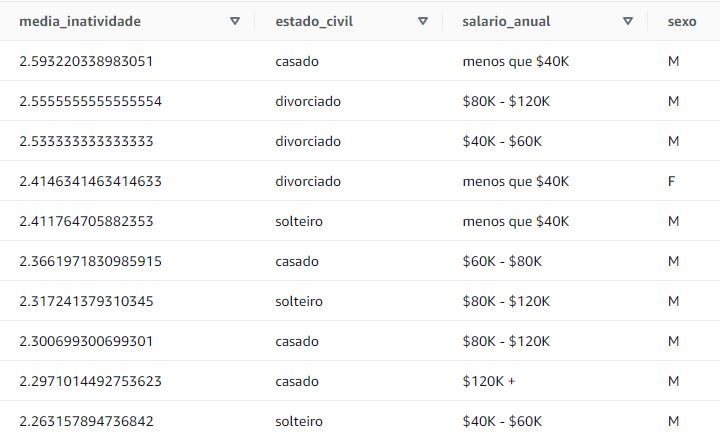 media_inatividade estado_civil salario_anual sexo
2.593220338983051 casado menos que $40K M
2.5555555555555554 divorciado $80K - $120K M
2.533333333333333 divorciado $40K - $60K M
2.4146341463414633 divorciado menos que $40K F
2.411764705882353 solteiro menos que $40K M
2.3661971830985915 casado $60K - $80K M
2.317241379310345 solteiro $80K - $120K M
2.300699300699301 casado $80K - $120K M
2.2971014492753623 casado $120K + M
2.263157894736842 solteiro $40K - $60K M